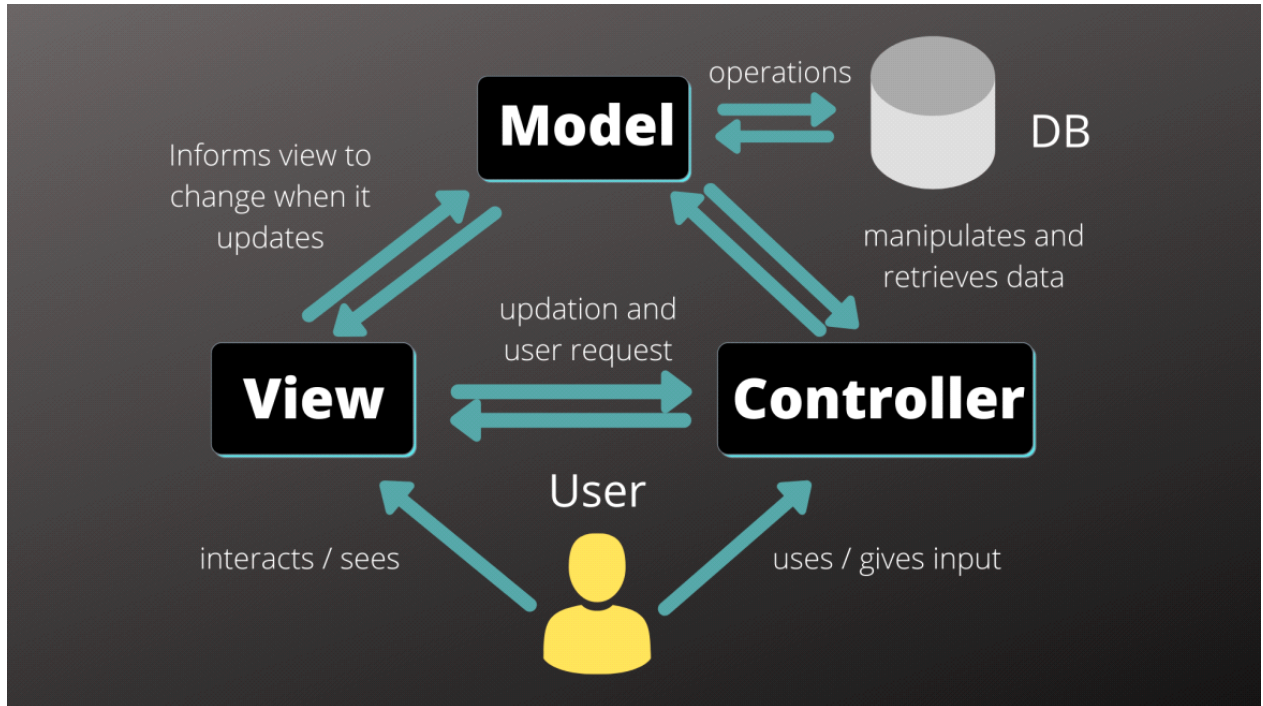 operations
Model
DB
Informs view to
change when it
updates
manipulates and
retrieves data
updation and
user request
View
Controller
User
interacts / sees
uses / gives input